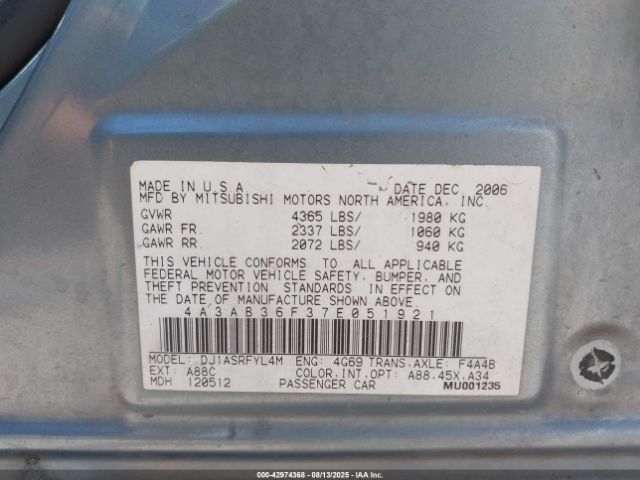 MADE IN U.S.A. DATE DEC. 2006
MFD BY MITSUBISHI MOTORS NORTH AMERICA, INC.
GVWR 4365 LBS/ 1980 KG
GAWR FR. 2337 LBS/ 1060 KG
GAWR RR. 2072 LBS/ 940 KG
THIS VEHICLE CONFORMS TO ALL APPLICABLE
FEDERAL MOTOR VEHICLE SAFETY, BUMPER, AND
THEFT PREVENTION STANDARDS IN EFFECT ON
THE DATE OF MANUFACTURE SHOWN ABOVE.
4A3AB36F37E051921
MODEL: DJ1ASRFYL4M ENG: 4G69 TRANS.AXLE: F4A4B
EXT: A88C COLOR,INT,OPT: A88,45X,A34
MDH 120512 PASSENGER CAR MU001235
000-42974368 - 08/13/2025 - IAA Inc.